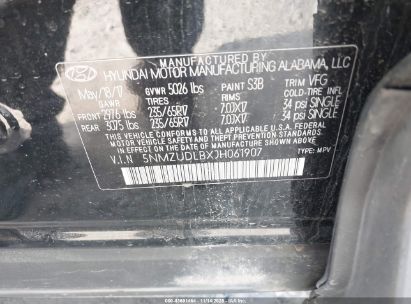 MANUFACTURED BY
HYUNDAI MOTOR MANUFACTURING ALABAMA, LLC
May/18/17 GVWR 5026 lbs PAINT S3B TRIM VFG
GAWR TIRES RIMS COLD-TIRE INFL
FRT 2976 lbs 235/65R17 7.0JX17 34 psi SINGLE
REAR 3075 lbs 235/65R17 7.0JX17 34 psi SINGLE
THIS VEHICLE CONFORMS TO ALL APPLICABLE U.S.A. FEDERAL MOTOR VEHICLE
SAFETY, BUMPER, AND THEFT PREVENTION STANDARDS IN EFFECT ON THE DATE OF MANUFACTURE SHOWN ABOVE.
V.I.N 5NMZUDLBXJH061907 TYPE: MPV